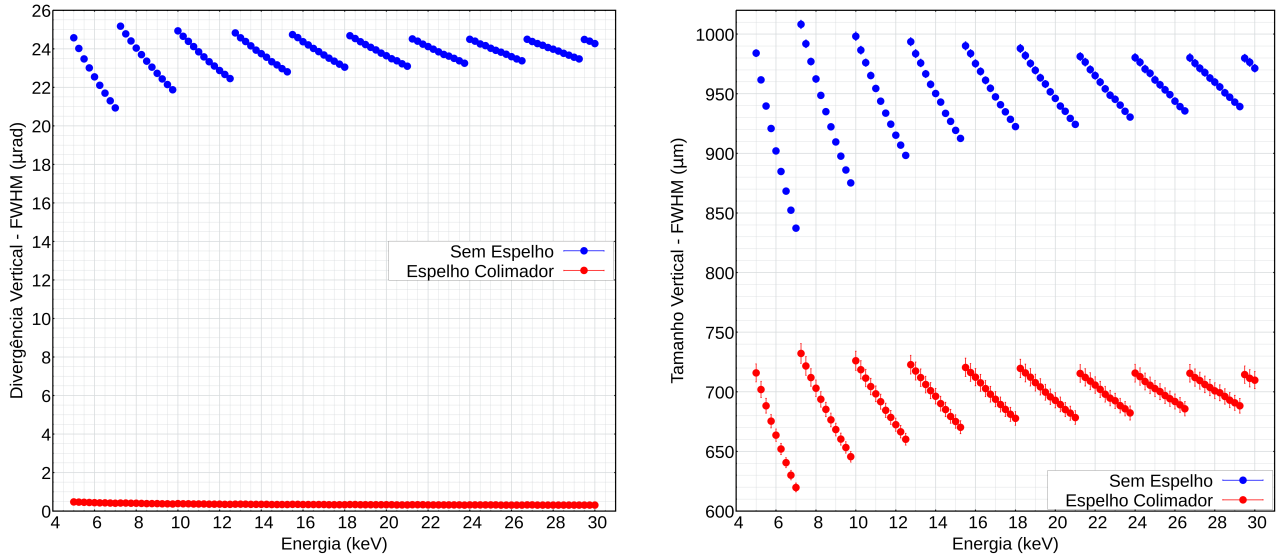 26
24
22
20
18
16
14
12
10
8
6
4
2
0
Divergência Vertical - FWHM (µrad)
Sem Espelho
Espelho Colimador
4 6 8 10 12 14 16 18 20 22 24 26 28 30
Energia (keV)
1000
950
900
850
800
750
700
650
600
Tamanho Vertical - FWHM (µm)
Sem Espelho
Espelho Colimador
4 6 8 10 12 14 16 18 20 22 24 26 28 30
Energia (keV)